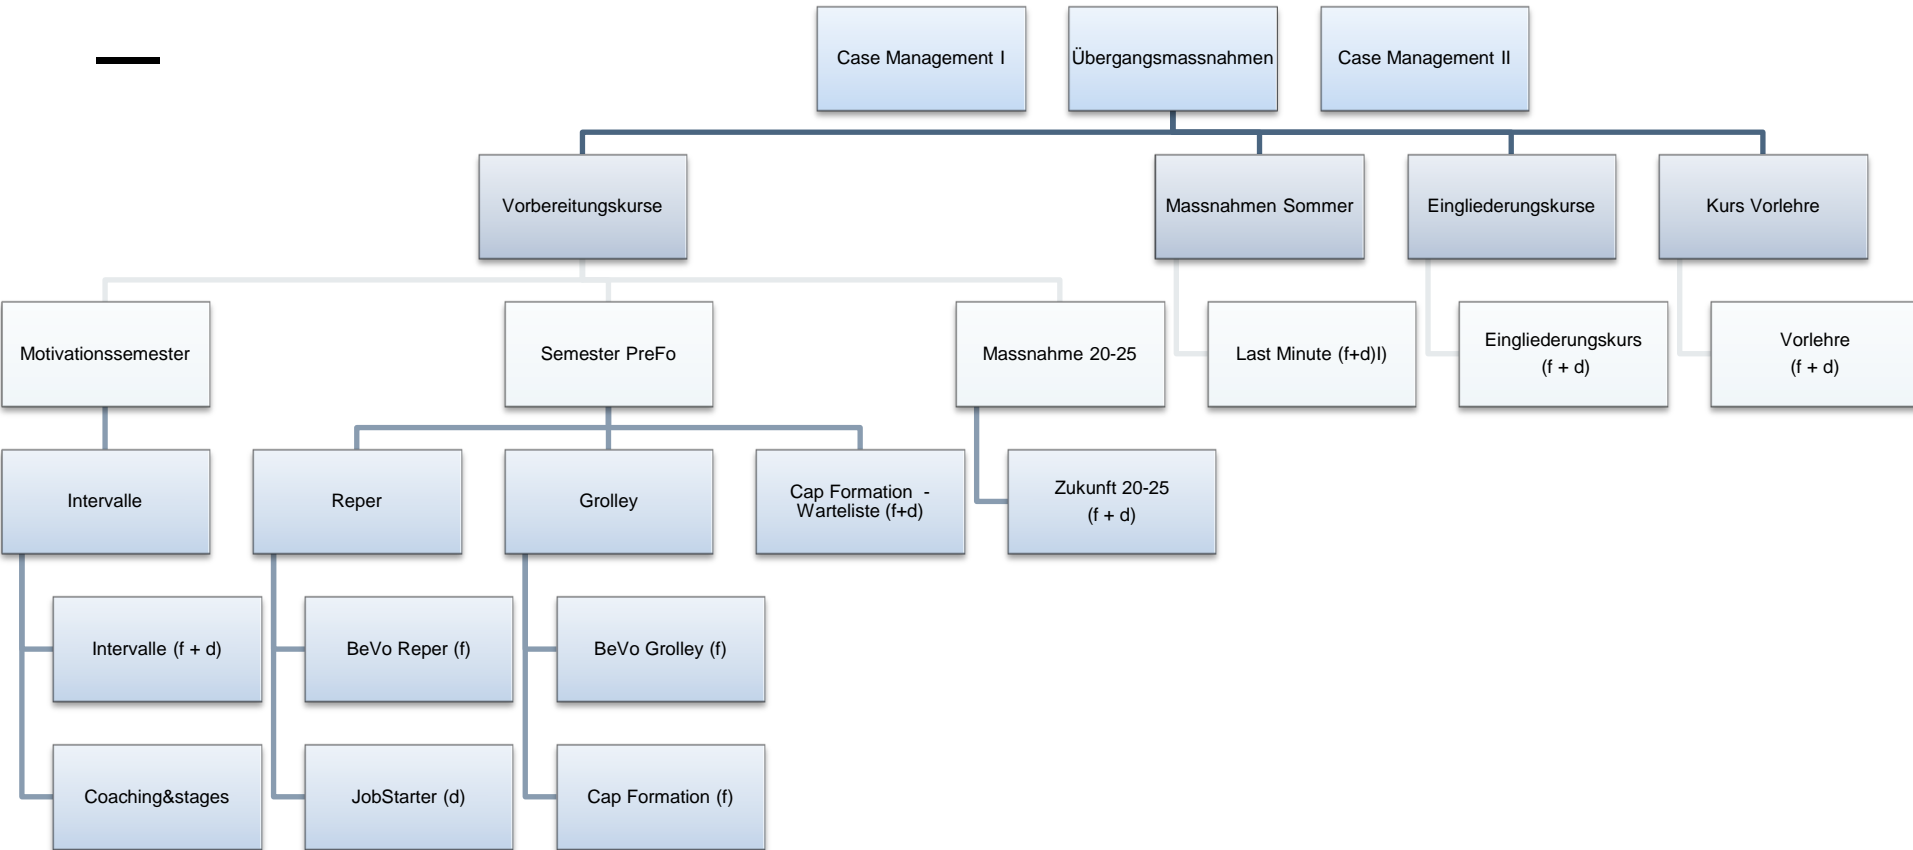 Case Management I
Übergangsmassnahmen
Case Management II
Vorbereitungskurse
Massnahmen Sommer
Eingliederungskurse
Kurs Vorlehre
Motivationssemester
Semester PreFo
Massnahme 20-25
Last Minute (f+d)I)
Eingliederungskurs
(f + d)
Vorlehre
(f + d)
Intervalle
Reper
Grolley
Cap Formation -
Warteliste (f+d)
Zukunft 20-25
(f + d)
Intervalle (f + d)
BeVo Reper (f)
BeVo Grolley (f)
Coaching&stages
JobStarter (d)
Cap Formation (f)